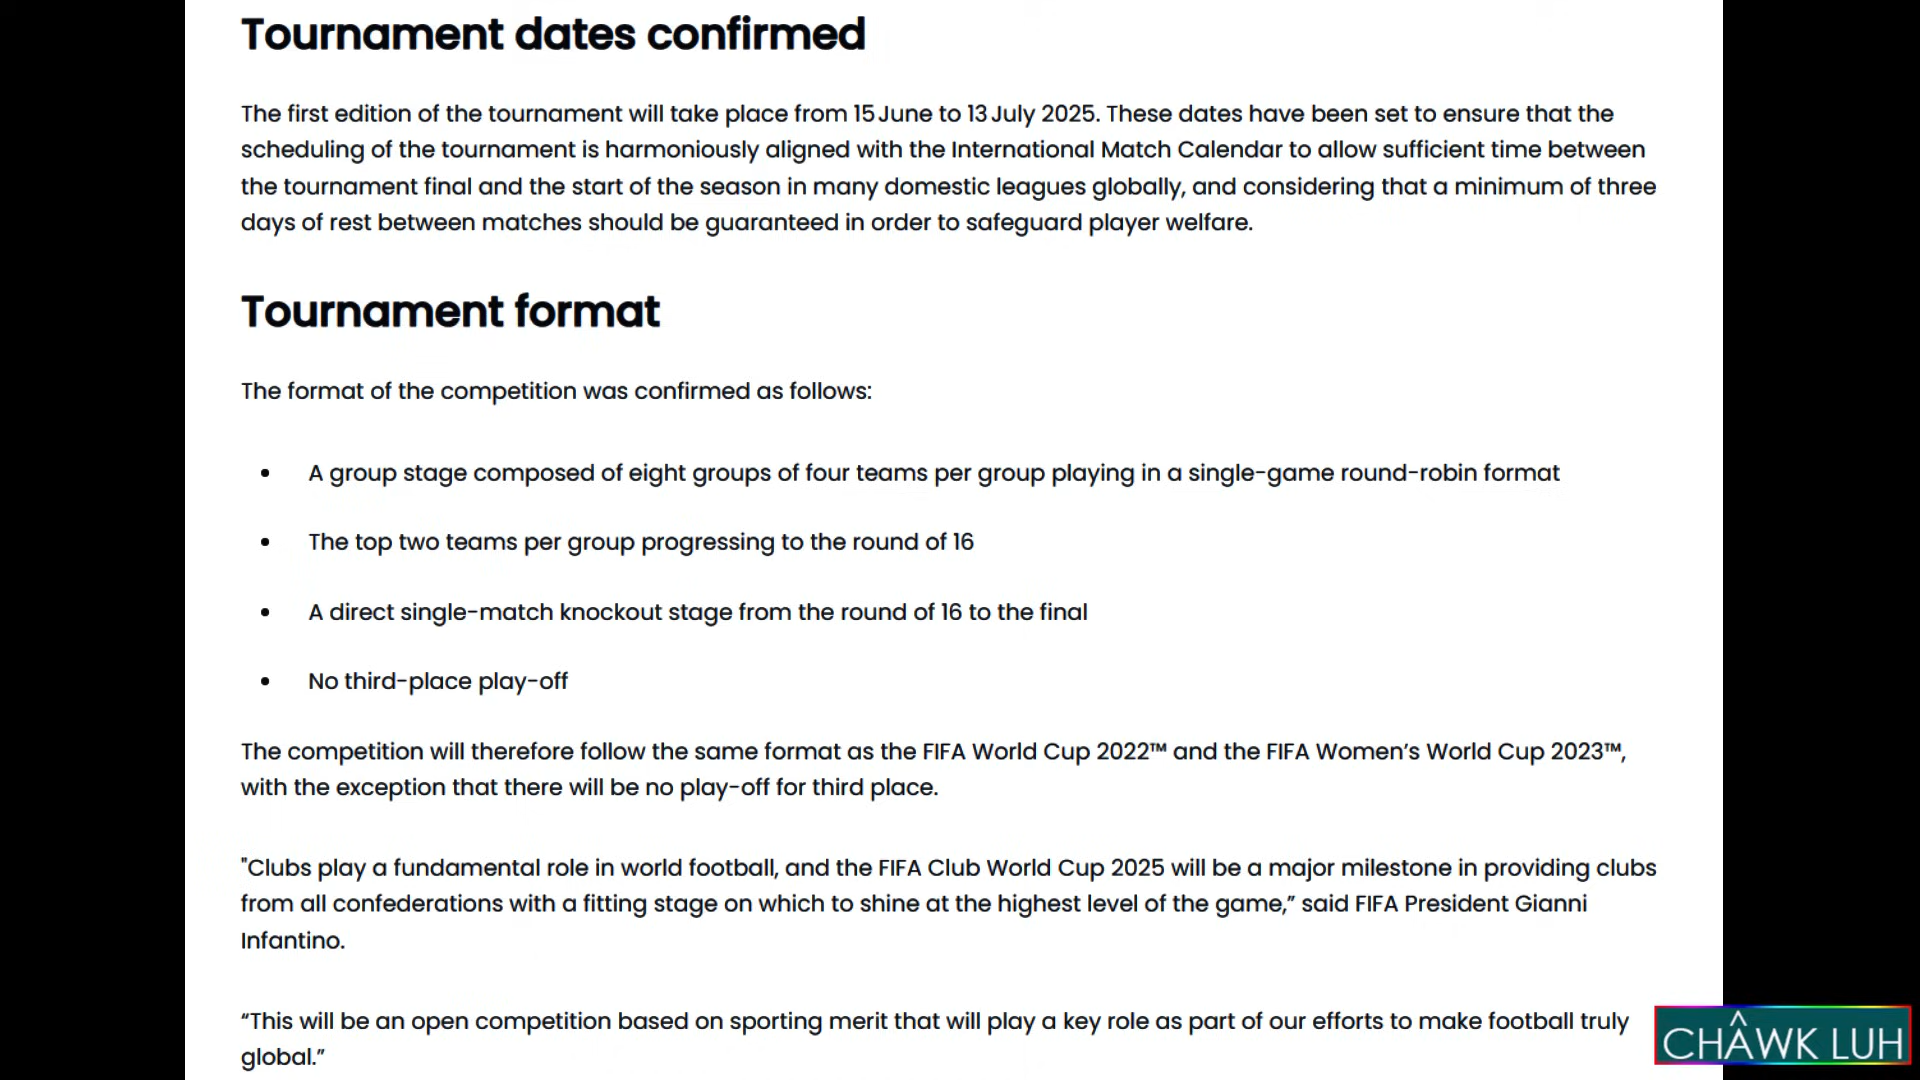 Tournament dates confirmed
The first edition of the tournament will take place from 15 June to 13 July 2025. These dates have been set to ensure that the
scheduling of the tournament is harmoniously aligned with the International Match Calendar to allow sufficient time between
the tournament final and the start of the season in many domestic leagues globally, and considering that a minimum of three
days of rest between matches should be guaranteed in order to safeguard player welfare.
Tournament format
The format of the competition was confirmed as follows:
• A group stage composed of eight groups of four teams per group playing in a single-game round-robin format
• The top two teams per group progressing to the round of 16
• A direct single-match knockout stage from the round of 16 to the final
• No third-place play-off
The competition will therefore follow the same format as the FIFA World Cup 2022™ and the FIFA Women’s World Cup 2023™,
with the exception that there will be no play-off for third place.
"Clubs play a fundamental role in world football, and the FIFA Club World Cup 2025 will be a major milestone in providing clubs
from all confederations with a fitting stage on which to shine at the highest level of the game,” said FIFA President Gianni
Infantino.
“This will be an open competition based on sporting merit that will play a key role as part of our efforts to make football truly
global.”
CHÂWK LUH